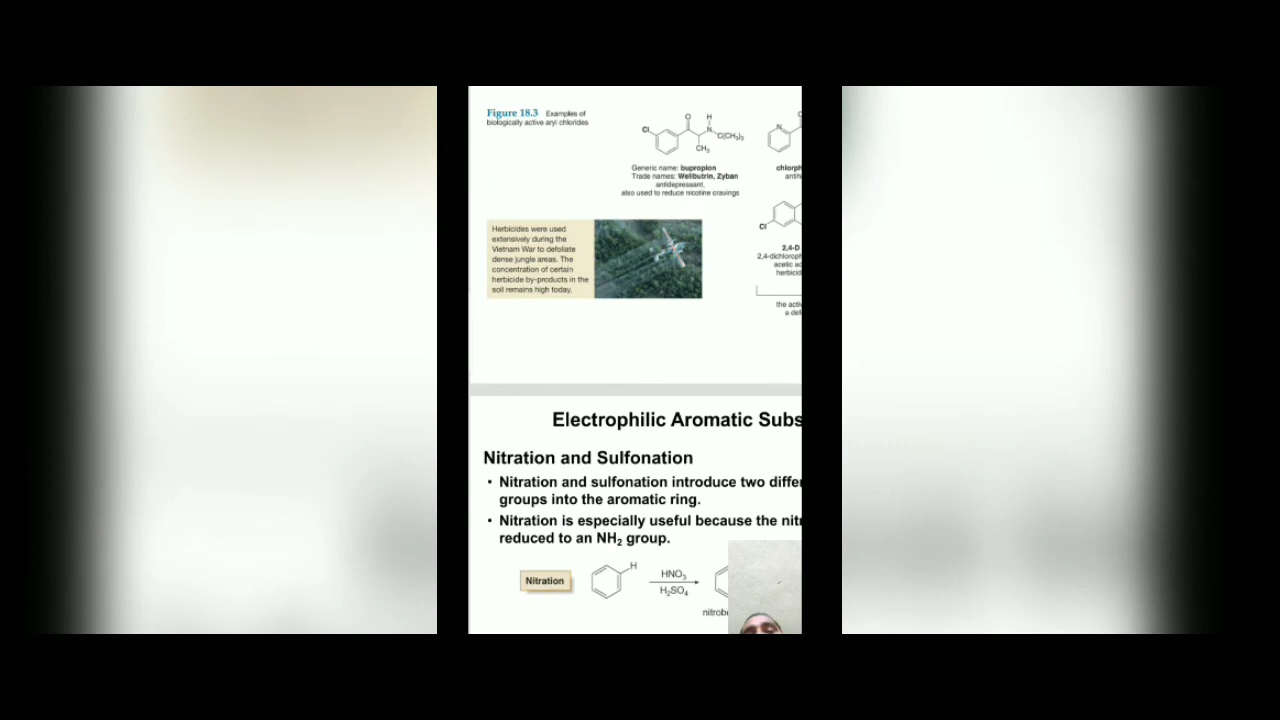 Figure 18.3 Examples of
biologically active aryl chlorides
Cl
O
H
N
C(CH3)3
CH3
N
Generic name: bupropion
Trade names: Wellbutrin, Zyban
antidepressant,
also used to reduce nicotine cravings
Herbicides were used
extensively during the
Vietnam War to defoliate
dense jungle areas. The
concentration of certain
herbicide by-products in the
soil remains high today.
Cl
2,4-D
acetic
the
a
Electrophilic Aromatic
Nitration and Sulfonation
• Nitration and sulfonation introduce two
groups into the aromatic ring.
• Nitration is especially useful because the
reduced to an NH2 group.
Nitration
H
HNO3
H2SO4